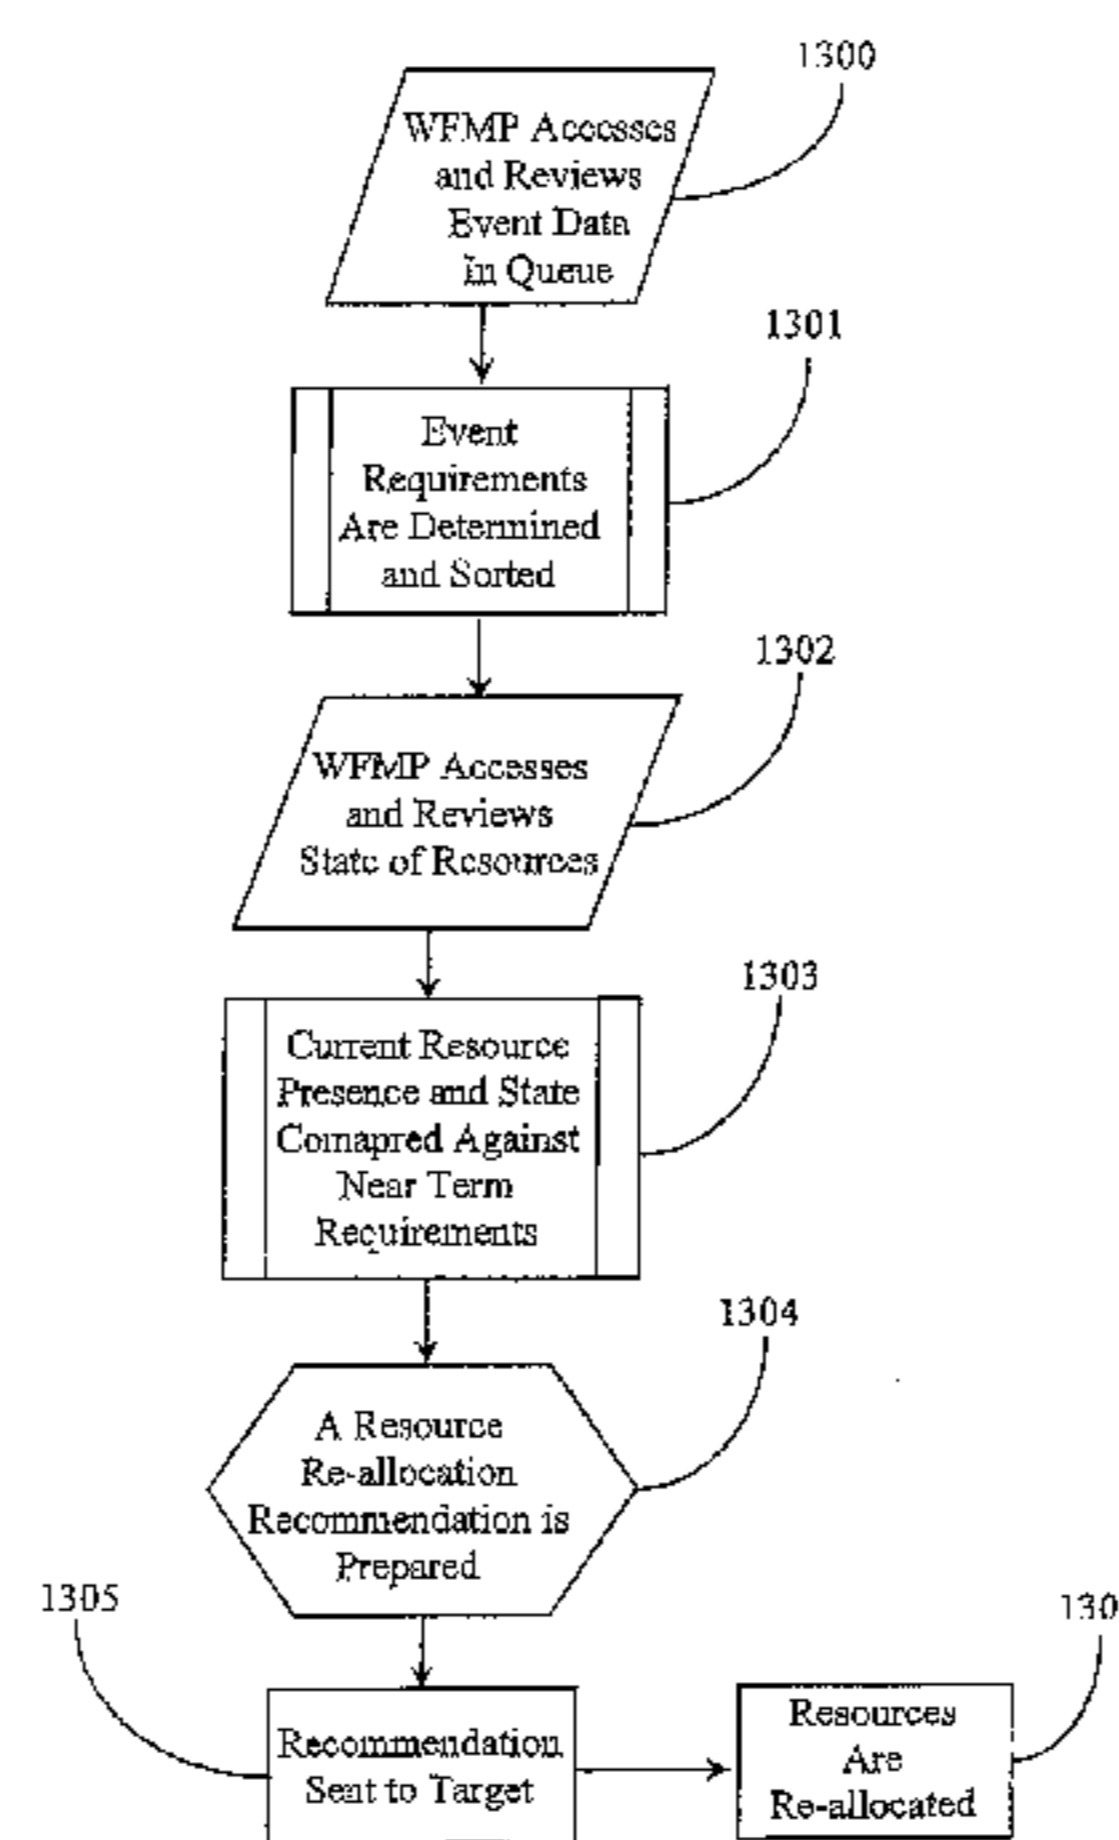 1300
WFMP Accesses
and Reviews
Event Data
In Queue
1301
Event
Requirements
Are Determined
and Sorted
1302
WFMP Accesses
and Reviews
State of Resources
1303
Current Resource
Presence and State
Comapred Against
Near Term
Requirements
1304
A Resource
Re-allocation
Recommendation is
Prepared
1305
130
Recommendation
Sent to Target
Resources
Are
Re-allocated